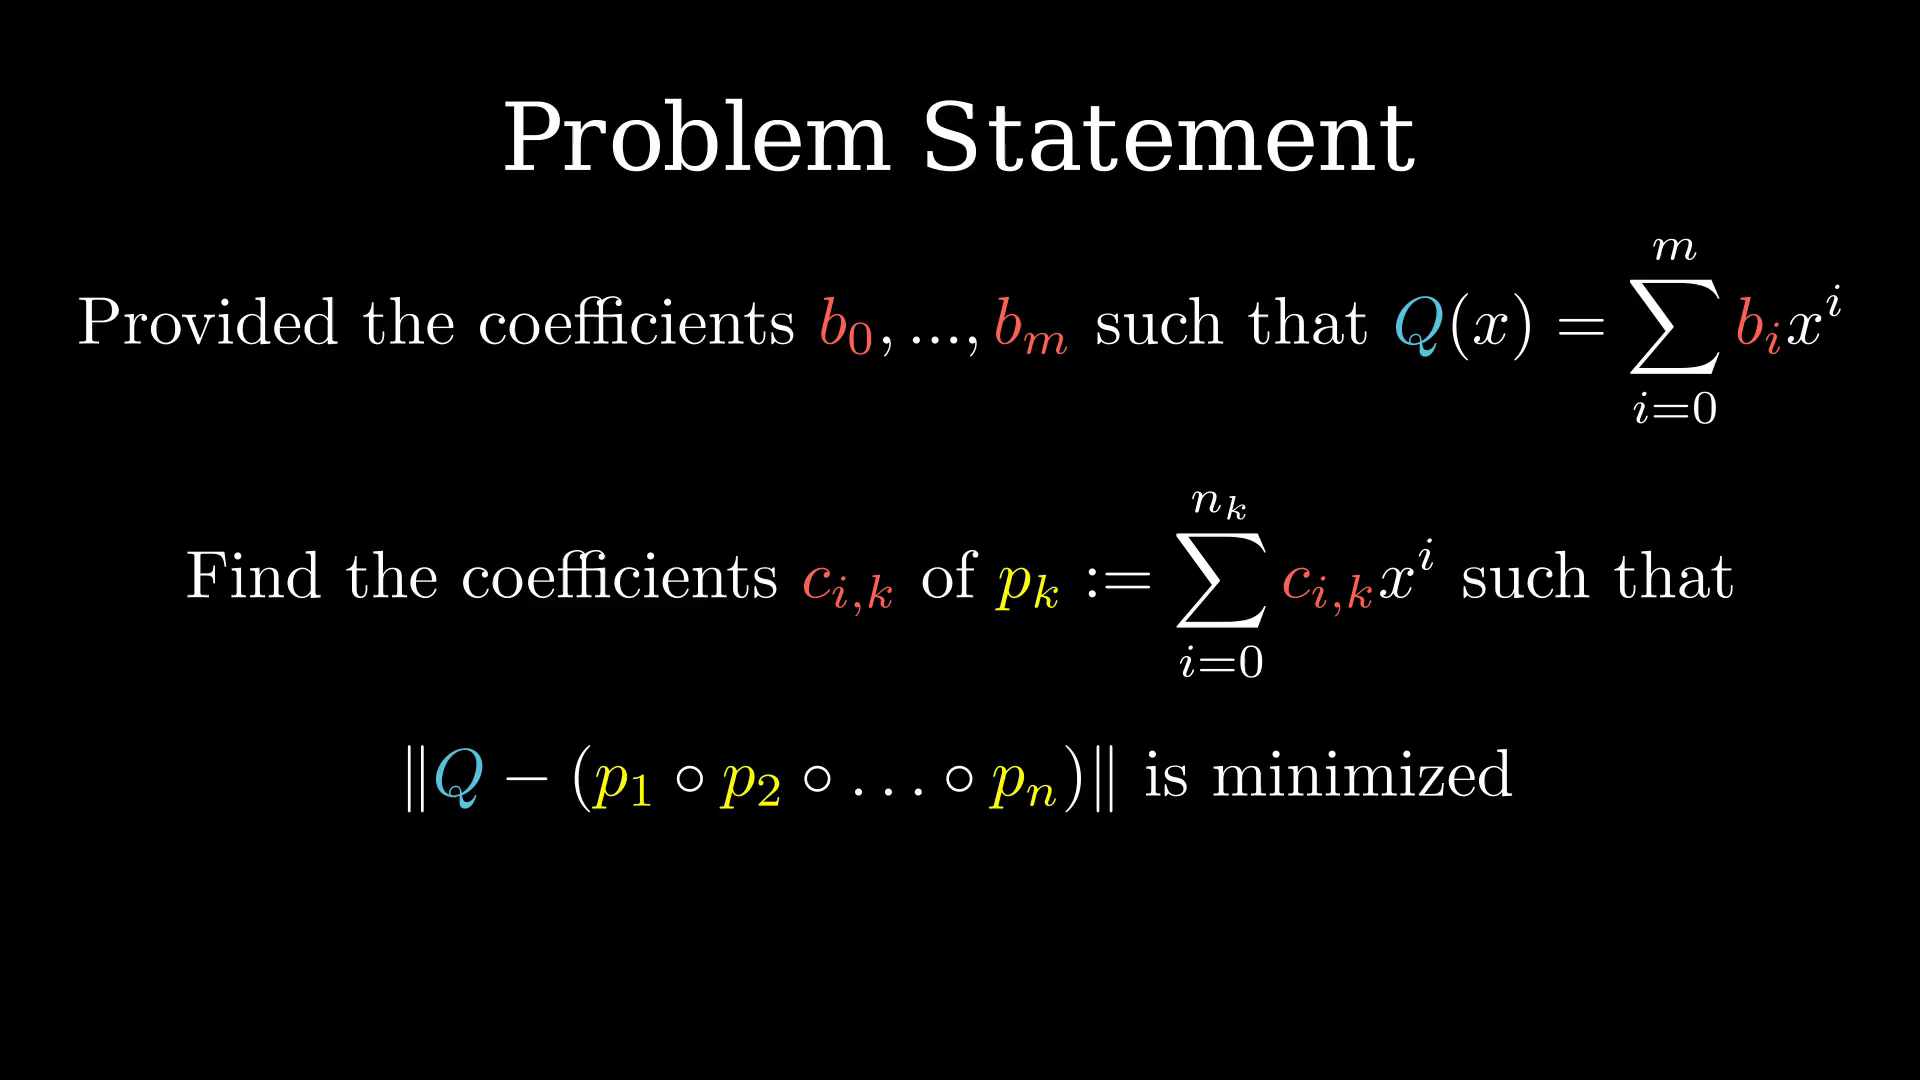 Problem Statement
Provided the coefficients $b_0, ..., b_m$ such that $Q(x) = \sum_{i=0}^{m} b_i x^i$
Find the coefficients $c_{i,k}$ of $p_k := \sum_{i=0}^{n_k} c_{i,k} x^i$ such that
$\|Q - (p_1 \circ p_2 \circ \ldots \circ p_n)\|$ is minimized